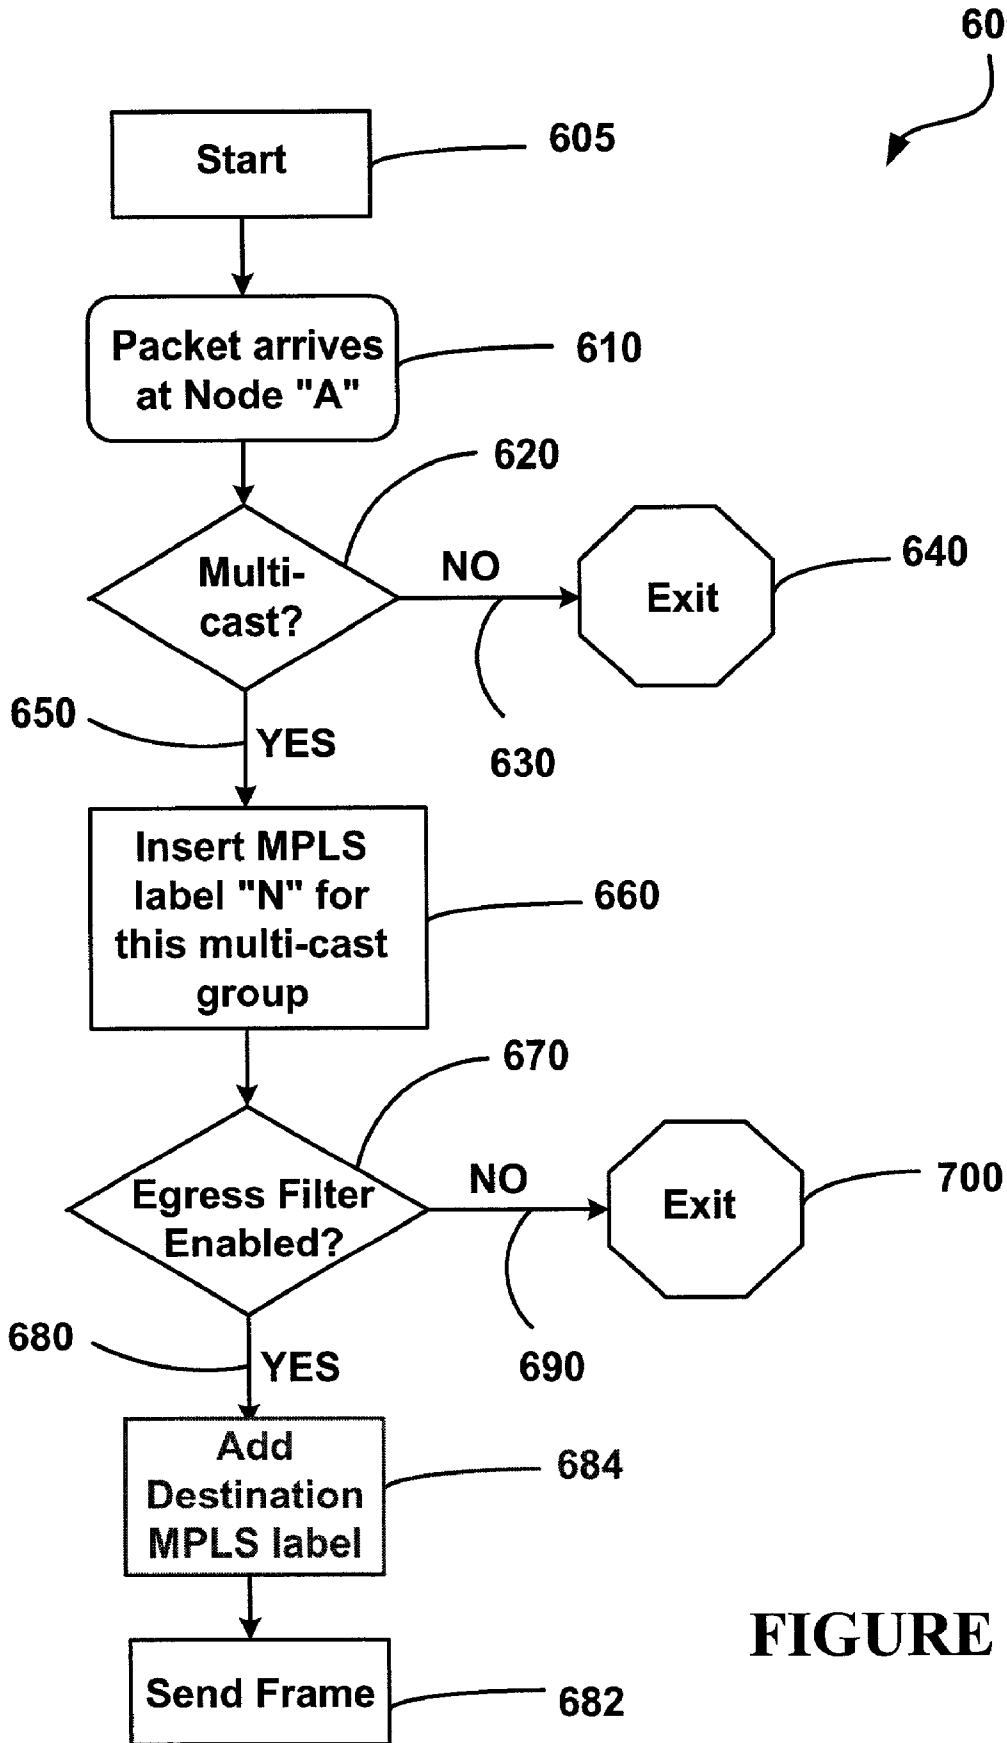 60
Start
605
Packet arrives
at Node "A"
610
620
Multi-
cast?
NO
Exit
640
650
YES
630
Insert MPLS
label "N" for
this multi-cast
group
660
670
Egress Filter
Enabled?
NO
Exit
700
680
YES
690
Add
Destination
MPLS label
684
Send Frame
682
FIGURE